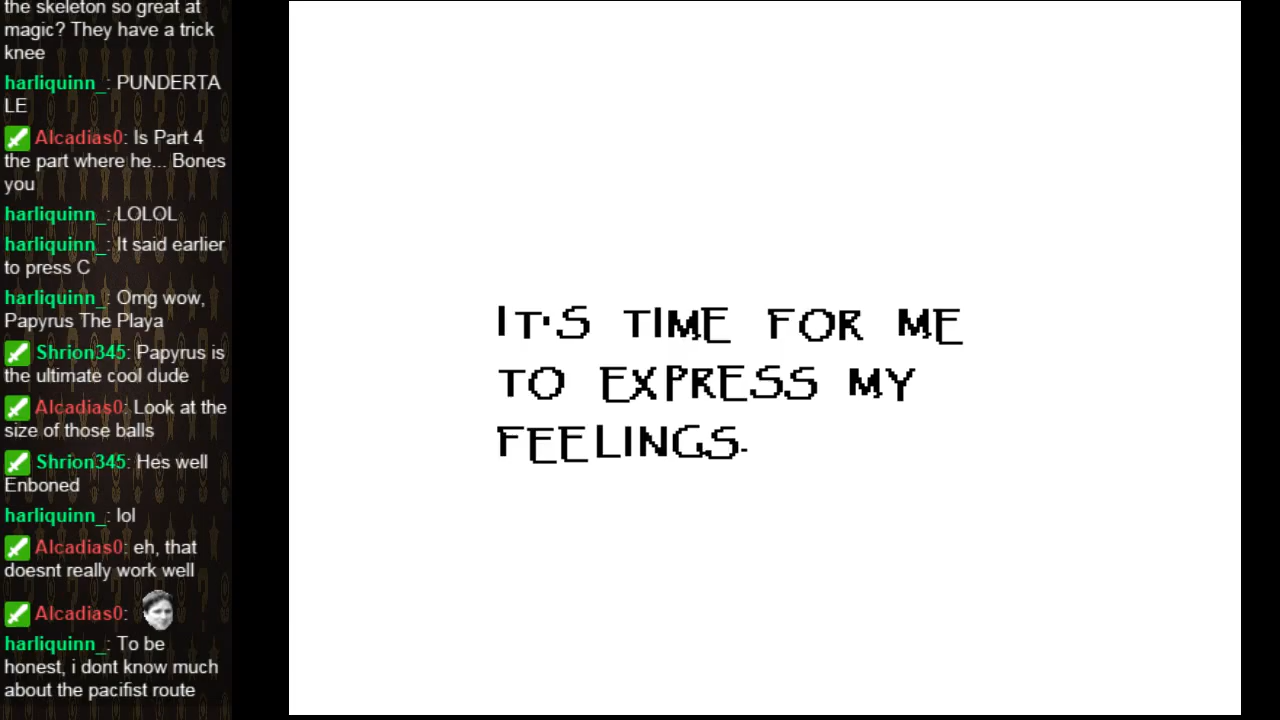 the skeleton so great at
magic? They have a trick
knee
harliquinn_: PUNDERTA
LE
Alcadias0: Is Part 4
the part where he... Bones
you
harliquinn_: LOLOL
harliquinn_: It said earlier
to press C
harliquinn_: Omg wow,
Papyrus The Playa
Shrion345: Papyrus is
the ultimate cool dude
Alcadias0: Look at the
size of those balls
Shrion345: Hes well
Enboned
harliquinn_: lol
Alcadias0: eh, that
doesnt really work well
Alcadias0:
harliquinn_: To be
honest, i dont know much
about the pacifist route
IT'S TIME FOR ME
TO EXPRESS MY
FEELINGS.